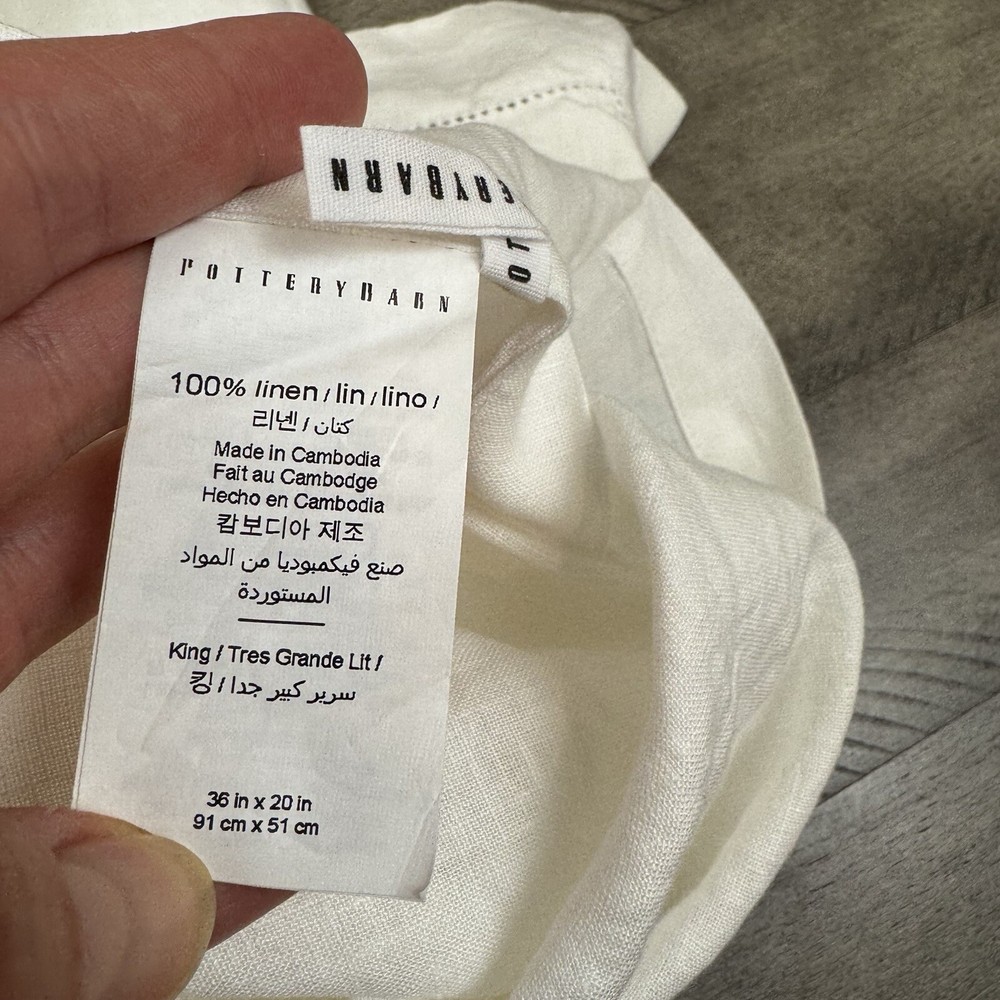 POTTERYBARN
POTTERYBARN
100% linen / lin / lino /
리넨 / كتان
Made in Cambodia
Fait au Cambodge
Hecho en Cambodia
캄보디아 제조
صنع فيكمبوديا من المواد
المستوردة
King / Tres Grande Lit /
킹 / سرير كبير جدا
36 in x 20 in
91 cm x 51 cm